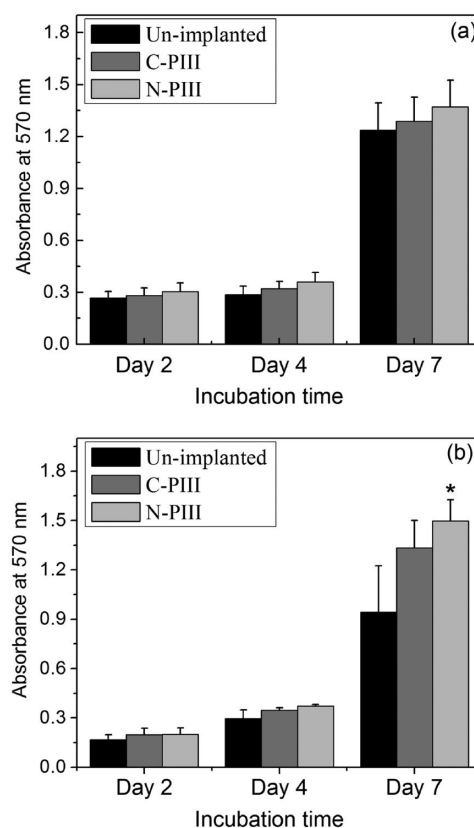 (a)
Un-implanted
C-PIII
N-PIII
Absorbance at 570 nm
1.8
1.5
1.2
0.9
0.6
0.3
0.0
Day 2 Day 4 Day 7
Incubation time
(b)
Un-implanted
C-PIII
N-PIII
*
Absorbance at 570 nm
1.8
1.5
1.2
0.9
0.6
0.3
0.0
Day 2 Day 4 Day 7
Incubation time